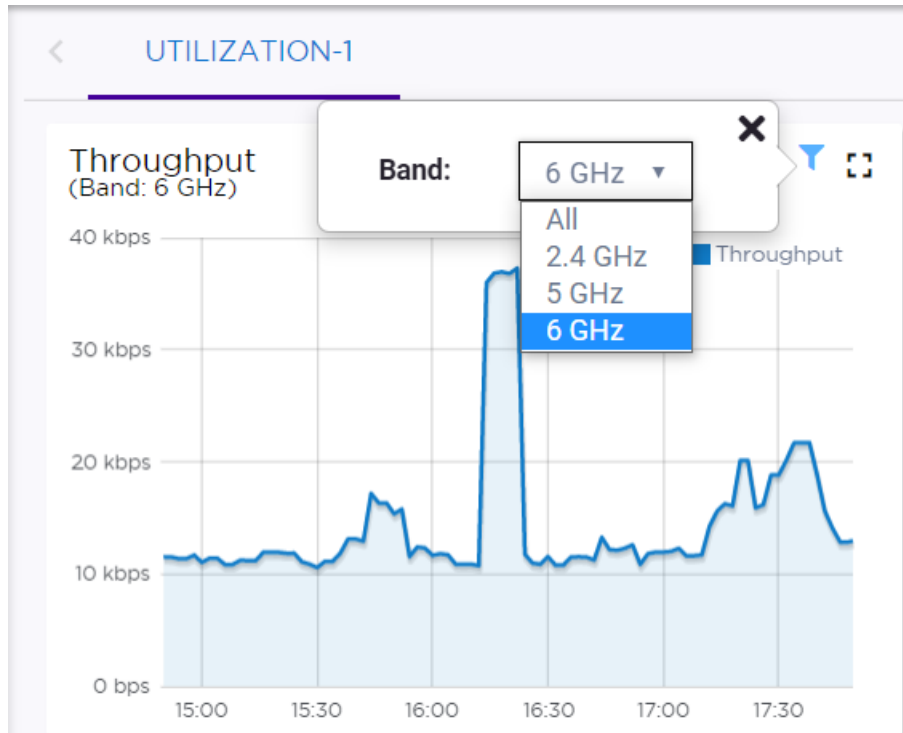 UTILIZATION-1
Throughput
(Band: 6 GHz)
Band:
6 GHz
All
2.4 GHz
5 GHz
6 GHz
Throughput
40 kbps
30 kbps
20 kbps
10 kbps
0 bps
15:00 15:30 16:00 16:30 17:00 17:30